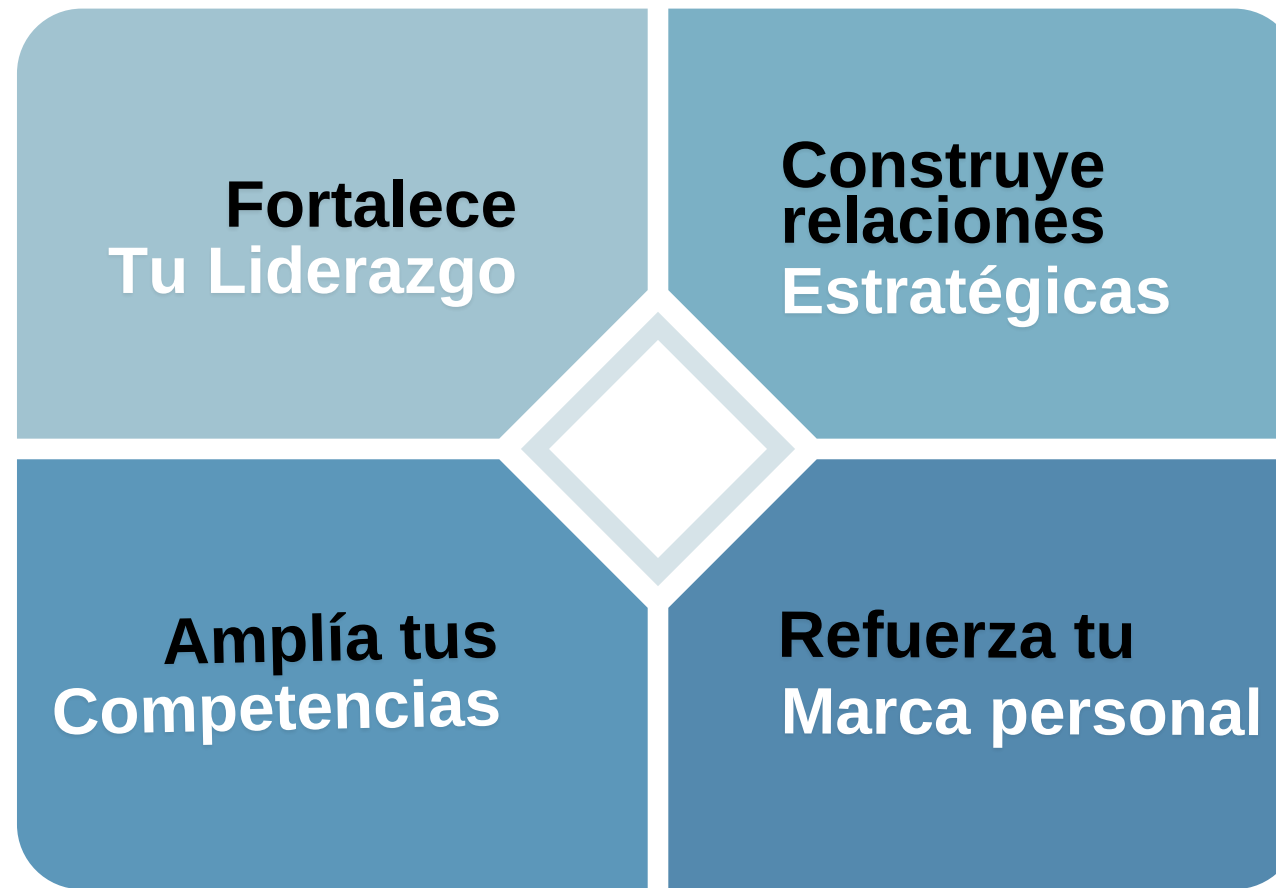 Fortalece
Tu Liderazgo
Construye
relaciones
Estratégicas
Amplía tus
Competencias
Refuerza tu
Marca personal